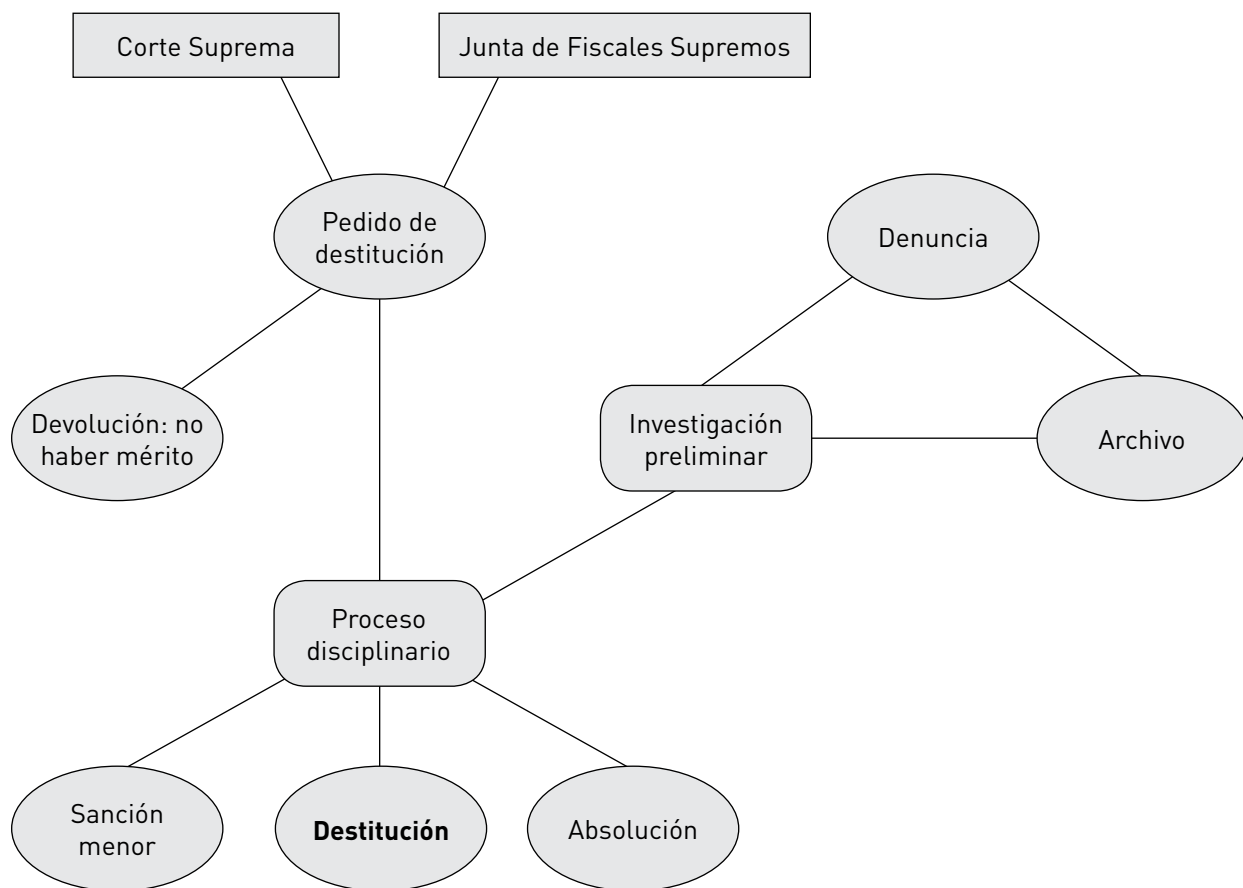 Corte Suprema
Junta de Fiscales Supremos
Pedido de
destitución
Denuncia
Devolución: no
haber mérito
Investigación
preliminar
Archivo
Proceso
disciplinario
Sanción
menor
Destitución
Absolución